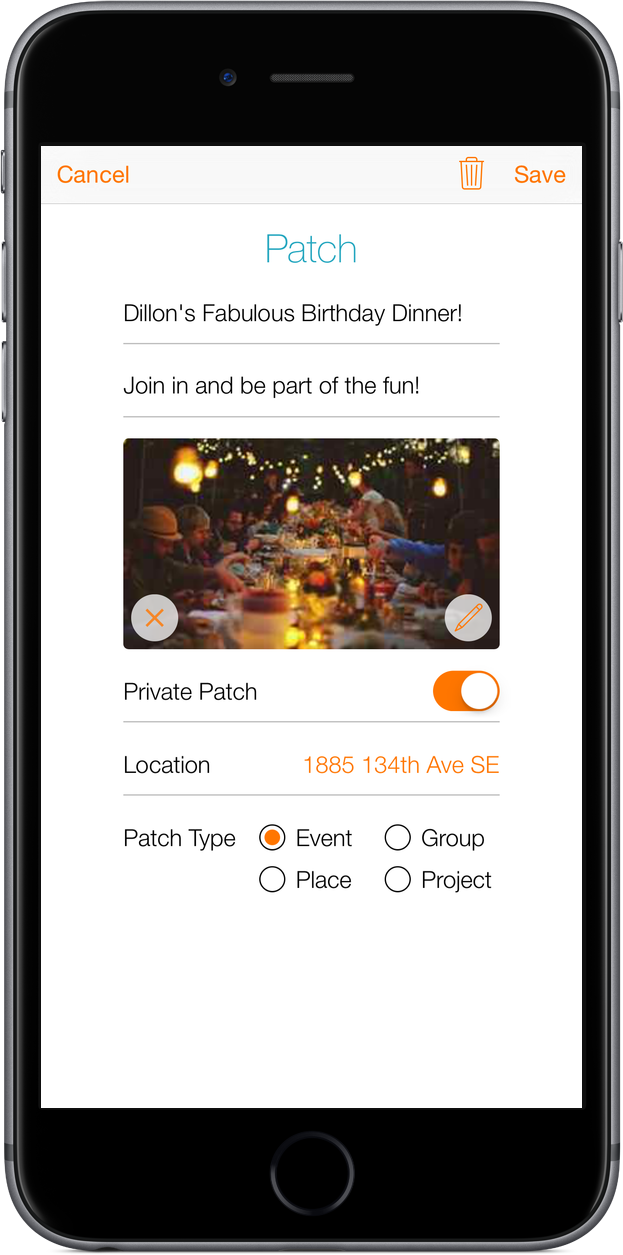 Cancel Save
Patch
Dillon's Fabulous Birthday Dinner!
Join in and be part of the fun!
Private Patch
Location 1885 134th Ave SE
Patch Type Event Group
Place Project